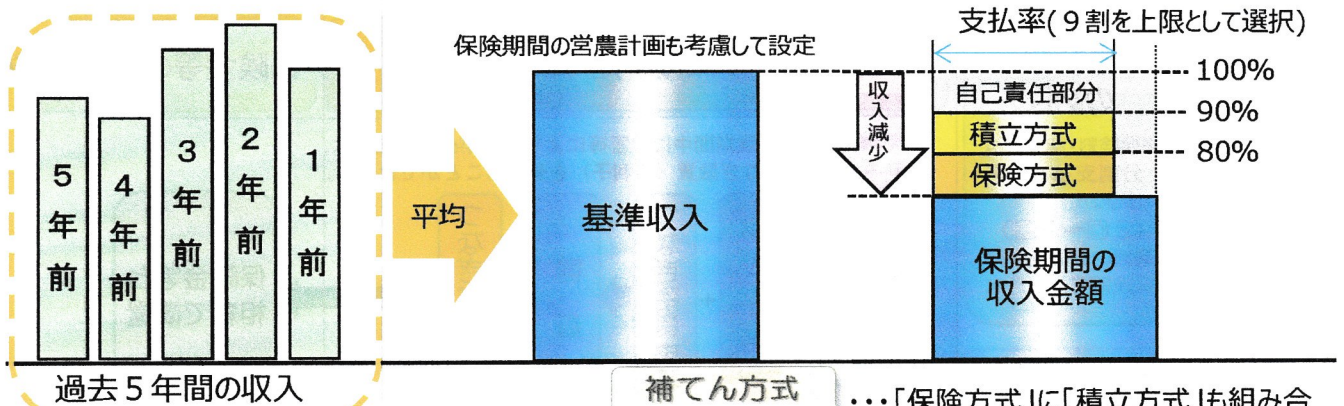 支払率(９割を上限として選択)
保険期間の営農計画も考慮して設定
5年前
4年前
3年前
2年前
1年前
平均
基準収入
収入減少
自己責任部分
積立方式
保険方式
100%
90%
80%
保険期間の
収入金額
過去５年間の収入
補てん方式
･･･「保険方式」に「積立方式」も組み合